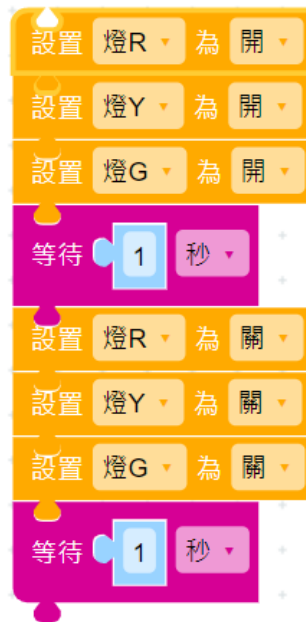 設置 燈R 為 開
設置 燈Y 為 開
設置 燈G 為 開
等待 1 秒
設置 燈R 為 關
設置 燈Y 為 關
設置 燈G 為 關
等待 1 秒